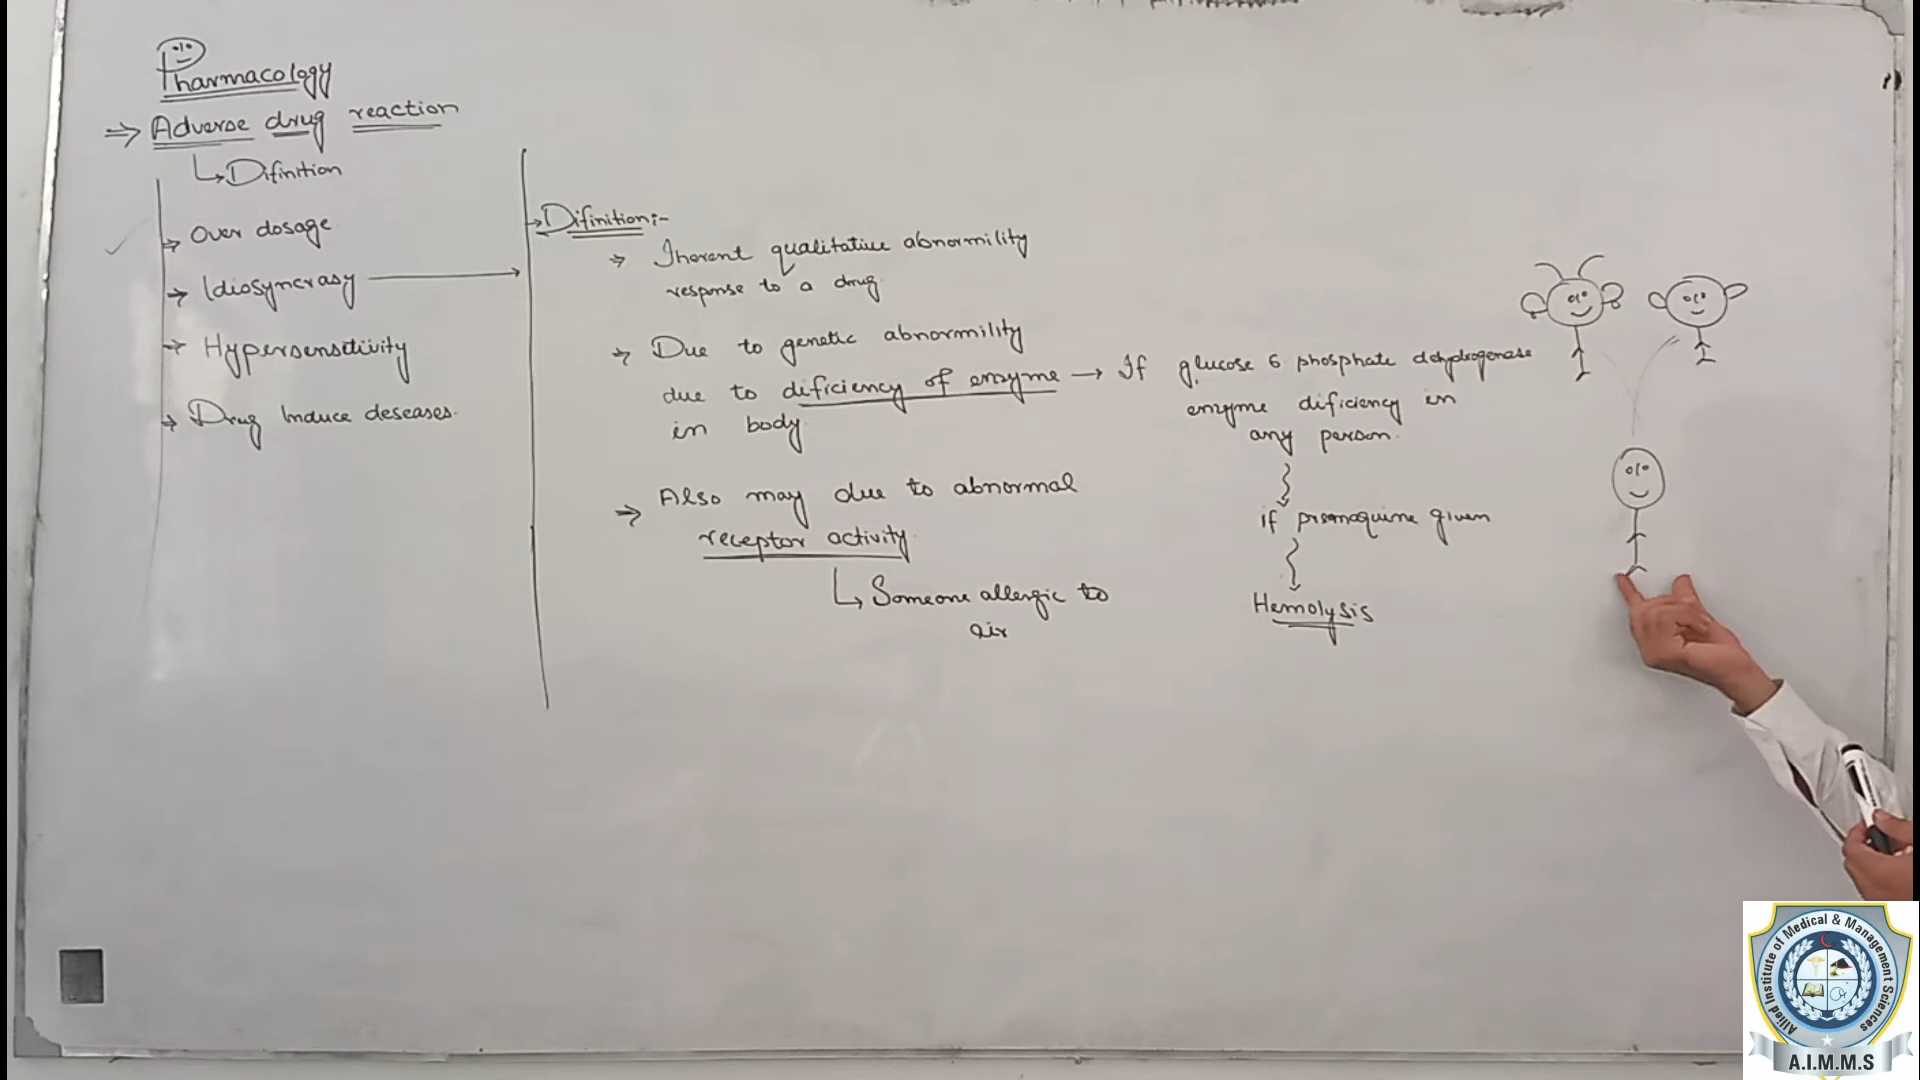 Pharmacology
⇒ Adverse drug reaction
↳ Difinition
→ Over dosage
→ Idiosyncrasy →
→ Hypersensitivity
→ Drug Induce deseases.
→ Difinition:-
→ Iherent qualitative abnormility
response to a drug
→ Due to genetic abnormility
due to dificiency of enzyme →
in body
→ Also may due to abnormal
receptor activity
↳ Someone allergic to
air
If glucose 6 phosphate dehydrogenase
enzyme dificiency in
any person.
if primaquine given
Hemolysis
Allied Institute of Medical & Management Sciences
A.I.M.M.S